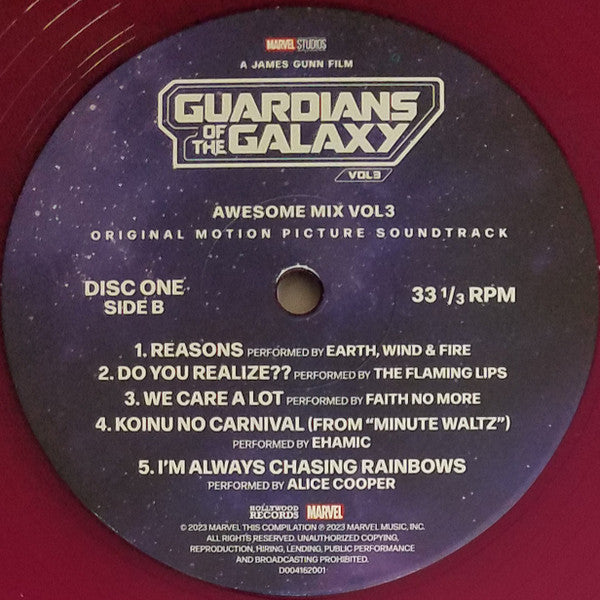 MARVEL STUDIOS
A JAMES GUNN FILM
GUARDIANS
OF THE GALAXY
VOL3
AWESOME MIX VOL3
ORIGINAL MOTION PICTURE SOUNDTRACK
DISC ONE
SIDE B
33 1/3 RPM
1. REASONS PERFORMED BY EARTH, WIND & FIRE
2. DO YOU REALIZE?? PERFORMED BY THE FLAMING LIPS
3. WE CARE A LOT PERFORMED BY FAITH NO MORE
4. KOINU NO CARNIVAL (FROM “MINUTE WALTZ”)
PERFORMED BY EHAMIC
5. I'M ALWAYS CHASING RAINBOWS
PERFORMED BY ALICE COOPER
HOLLYWOOD RECORDS MARVEL
© 2023 MARVEL THIS COMPILATION ℗ 2023 MARVEL MUSIC, INC.
ALL RIGHTS RESERVED. UNAUTHORIZED COPYING,
REPRODUCTION, HIRING, LENDING, PUBLIC PERFORMANCE
AND BROADCASTING PROHIBITED.
D004162001